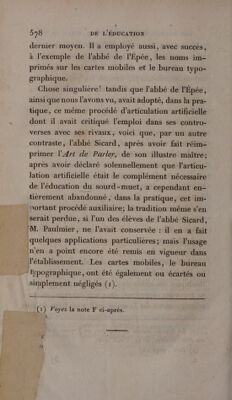 578 DE L'ÉDUCATION
dernier moyen. Il a employé aussi, avec succès,
à l'exemple de l'abbé de l'Épée, les noms im-
primés sur les cartes mobiles et le bureau typo-
graphique.
Chose singulière! tandis que l'abbé de l'Épée,
ainsi que nous l'avons vu, avait adopté, dans la pra-
tique, ce même procédé d'articulation artificielle
dont il avait critiqué l'emploi dans ses contro-
verses avec ses rivaux, voici que, par un autre
contraste, l'abbé Sicard, après avoir fait réim-
primer l'Art de Parler, de son illustre maître;
après avoir déclaré solennellement que l'articu-
lation artificielle était le complément nécessaire
de l'éducation du sourd-muet, a cependant en-
tièrement abandonné, dans la pratique, cet im-
portant procédé auxiliaire; la tradition même s'en
serait perdue, si l'un des élèves de l'abbé Sicard,
M. Paulmier, ne l'avait conservée : il en a fait
quelques applications particulières; mais l'usage
n'en a point encore été remis en vigueur dans
l'établissement. Les cartes mobiles, le bureau
typographique, ont été également ou écartés ou
simplement négligés (1).
(1) Voyez la note F ci-après.